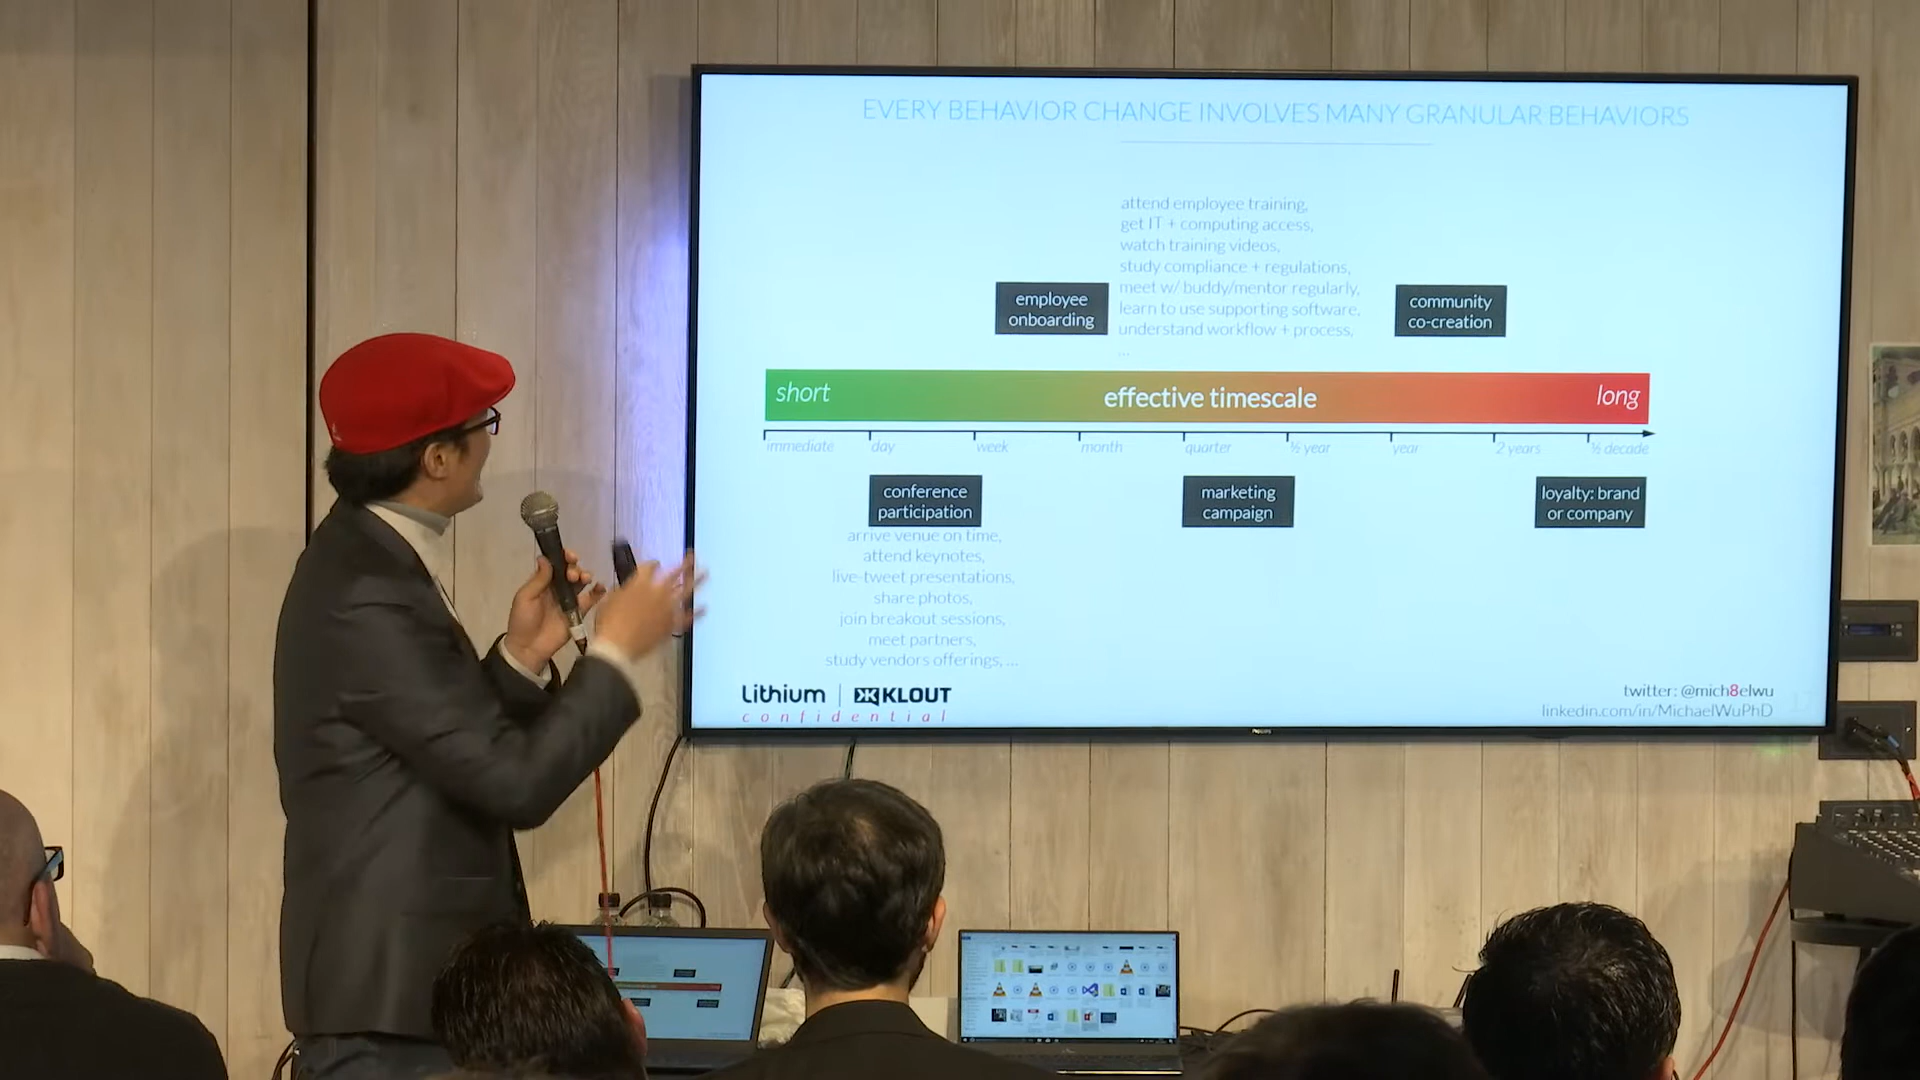 EVERY BEHAVIOR CHANGE INVOLVES MANY GRANULAR BEHAVIORS
attend employee training,
get IT + computing access,
watch training videos,
study compliance + regulations,
meet w/ buddy/mentor regularly,
learn to use supporting software,
understand workflow + process,
...
employee
onboarding
community
co-creation
short
effective timescale
long
immediate
day
week
month
quarter
½ year
year
2 years
½ decade
conference
participation
arrive venue on time,
attend keynotes,
live-tweet presentations,
share photos,
join breakout sessions,
meet partners,
study vendors offerings, ...
marketing
campaign
loyalty: brand
or company
Lithium
KLOUT
confidential
twitter: @mich8elwu
linkedin.com/in/MichaelWuPhD